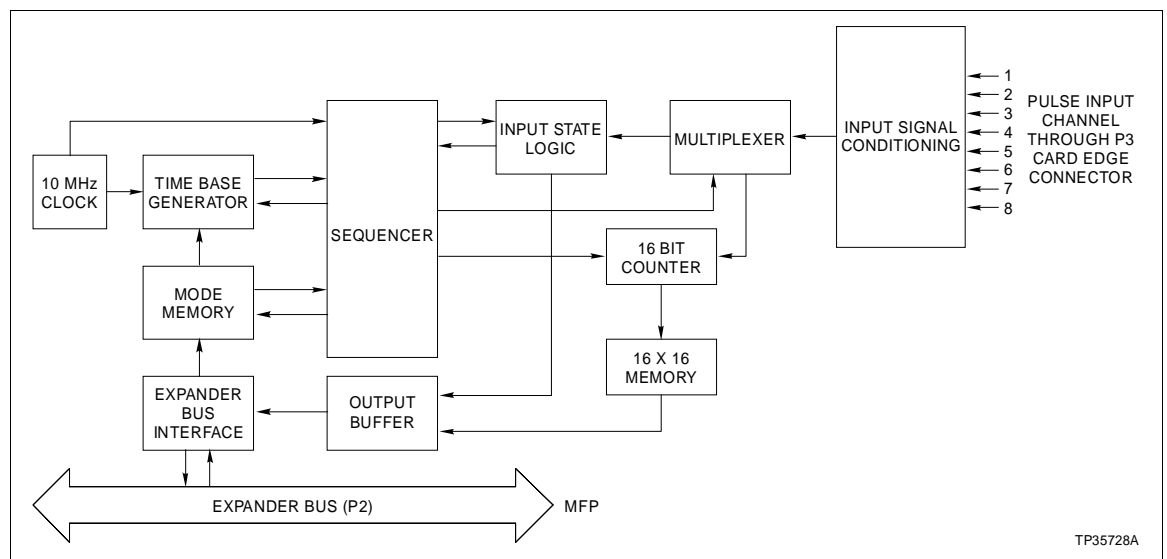 10 MHz
CLOCK
TIME BASE
GENERATOR
MODE
MEMORY
EXPANDER
BUS
INTERFACE
SEQUENCER
OUTPUT
BUFFER
INPUT STATE
LOGIC
MULTIPLEXER
16 BIT
COUNTER
16 X 16
MEMORY
INPUT SIGNAL
CONDITIONING
1
2
3
4
5
6
7
8
PULSE INPUT
CHANNEL
THROUGH P3
CARD EDGE
CONNECTOR
EXPANDER BUS (P2)
MFP
TP35728A